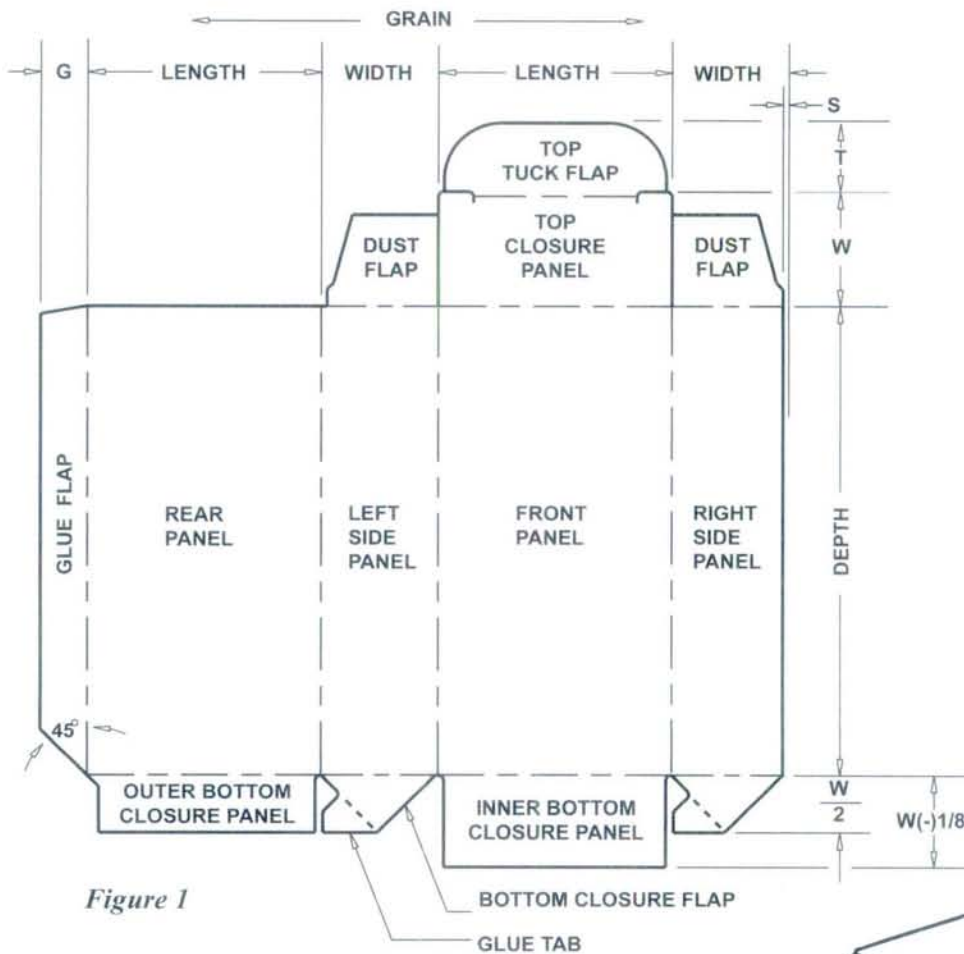 GRAIN
G
LENGTH
WIDTH
LENGTH
WIDTH
S
TOP
TUCK FLAP
T
DUST
FLAP
TOP
CLOSURE
PANEL
DUST
FLAP
W
GLUE FLAP
REAR
PANEL
LEFT
SIDE
PANEL
FRONT
PANEL
RIGHT
SIDE
PANEL
DEPTH
45°
OUTER BOTTOM
CLOSURE PANEL
INNER BOTTOM
CLOSURE PANEL
W
2
W(-)1/8
Figure 1
BOTTOM CLOSURE FLAP
GLUE TAB